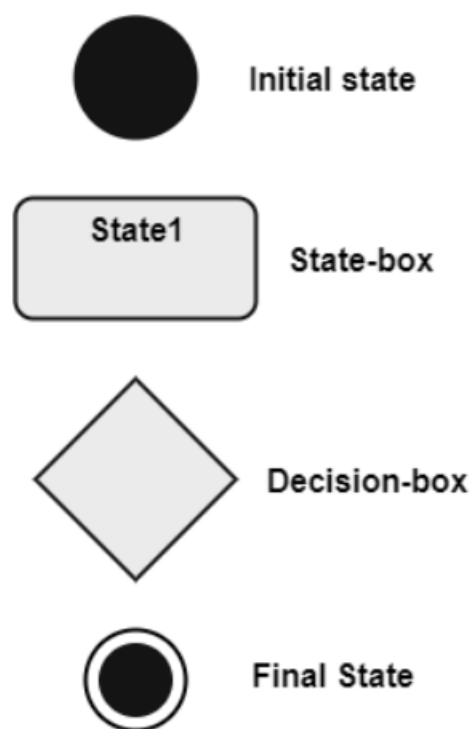 Initial state
State1
State-box
Decision-box
Final State